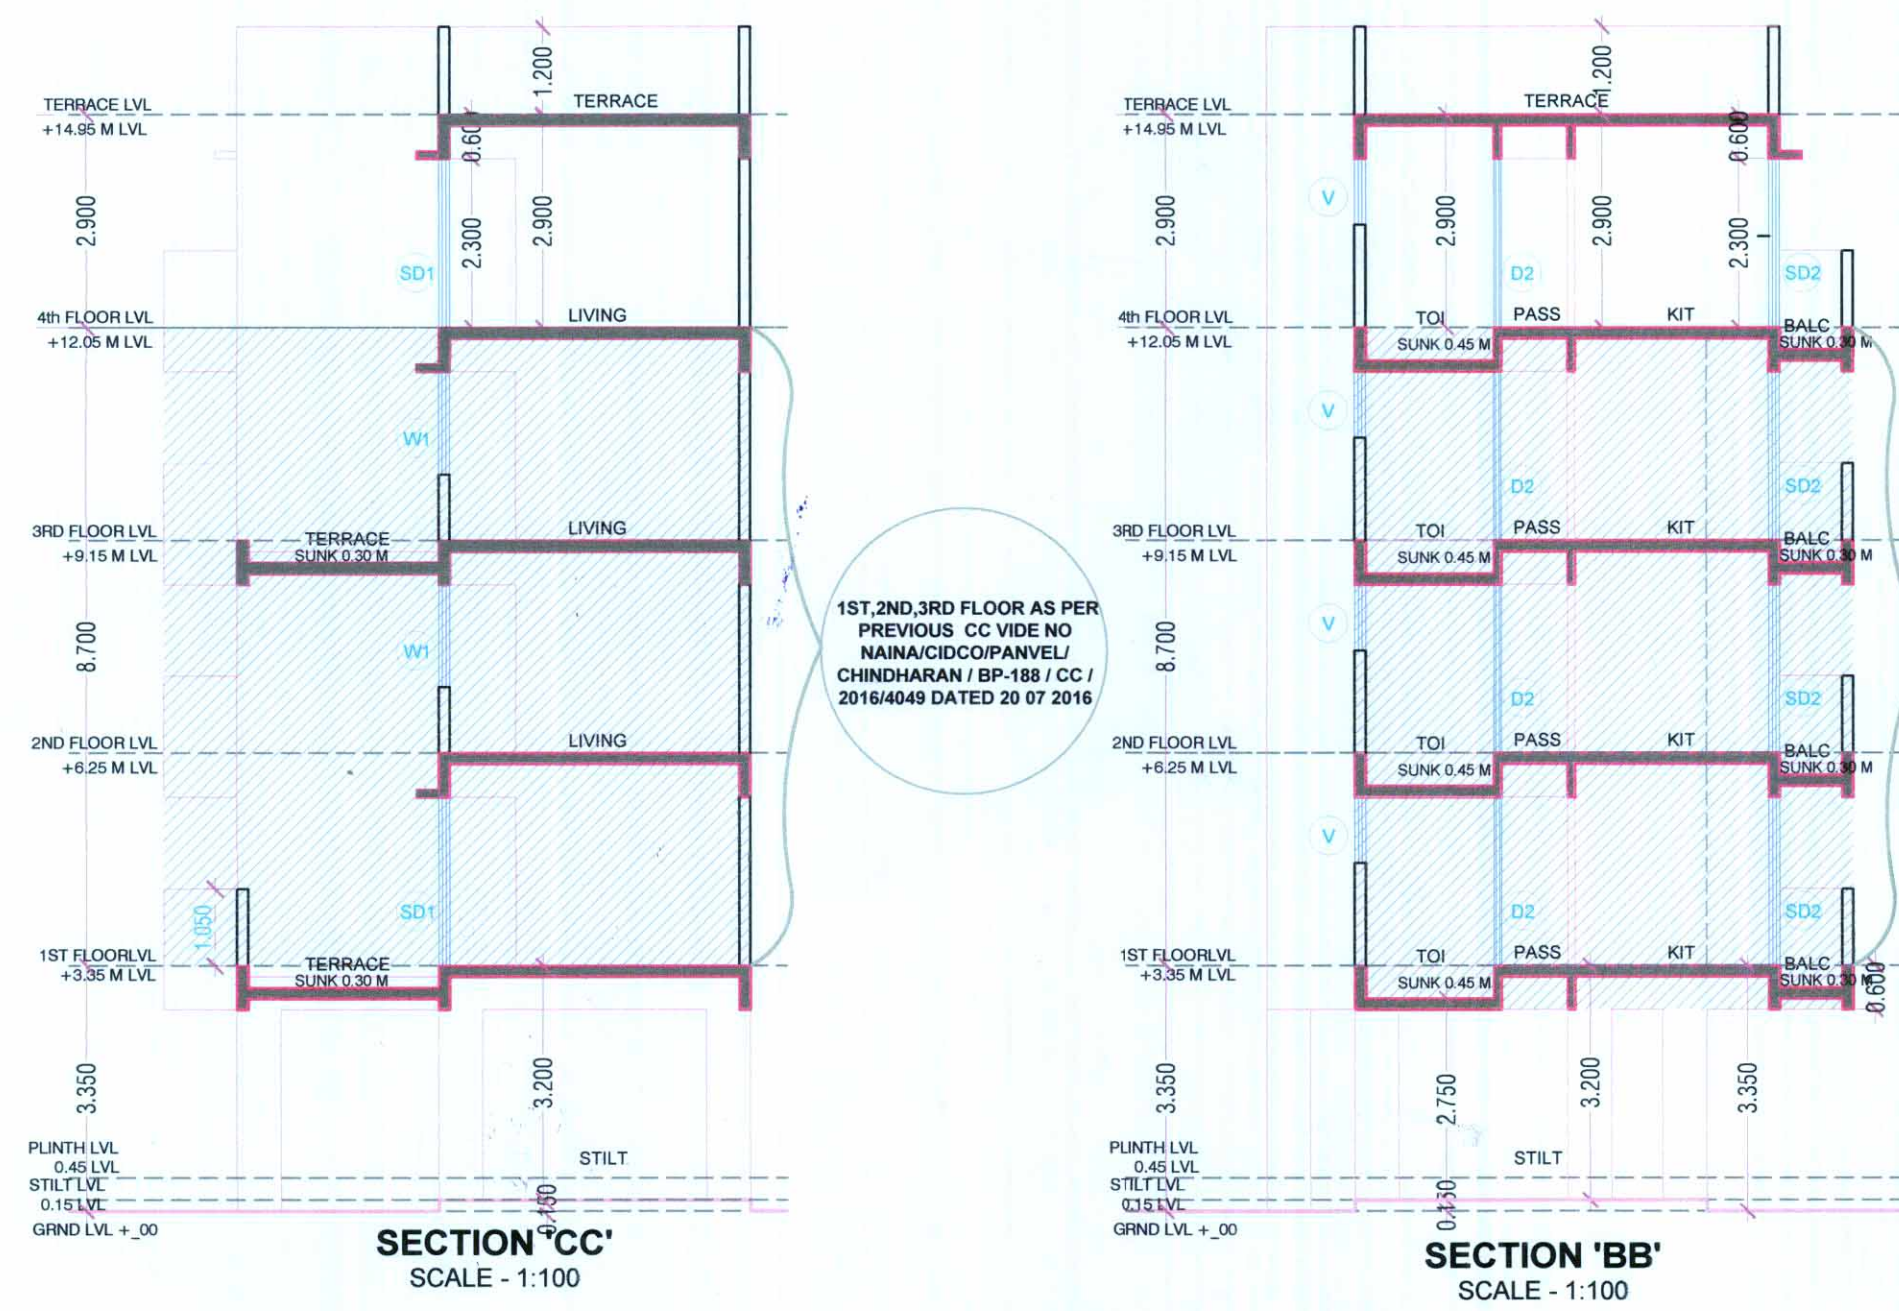 1.200
TERRACE LVL
+14.95 M LVL
TERRACE
0.600
2.900
2.300
2.900
SD1
4th FLOOR LVL
+12.05 M LVL
LIVING
W1
3RD FLOOR LVL
+9.15 M LVL
TERRACE
SUNK 0.30 M
LIVING
8.700
W1
2ND FLOOR LVL
+6.25 M LVL
LIVING
SD1
1.050
1ST FLOORLVL
+3.35 M LVL
TERRACE
SUNK 0.30 M
3.350
3.200
PLINTH LVL
0.45 LVL
STILT LVL
0.15 LVL
GRND LVL +_00
STILT
0.150
SECTION 'CC'
SCALE - 1:100
1ST,2ND,3RD FLOOR AS PER
PREVIOUS CC VIDE NO
NAINA/CIDCO/PANVEL/
CHINDHARAN / BP-188 / CC /
2016/4049 DATED 20 07 2016
1.200
TERRACE LVL
+14.95 M LVL
TERRACE
0.600
V
2.900
2.900
2.900
2.300
D2
SD2
4th FLOOR LVL
+12.05 M LVL
TOI
SUNK 0.45 M
PASS
KIT
BALC
SUNK 0.30 M
V
D2
SD2
3RD FLOOR LVL
+9.15 M LVL
TOI
SUNK 0.45 M
PASS
KIT
BALC
SUNK 0.30 M
V
8.700
D2
SD2
2ND FLOOR LVL
+6.25 M LVL
TOI
SUNK 0.45 M
PASS
KIT
BALC
SUNK 0.30 M
V
D2
SD2
1ST FLOORLVL
+3.35 M LVL
TOI
SUNK 0.45 M
PASS
KIT
BALC
SUNK 0.30 M
0.600
3.350
2.750
3.200
3.350
PLINTH LVL
0.45 LVL
STILT LVL
0.15 LVL
GRND LVL +_00
STILT
SECTION 'BB'
SCALE - 1:100